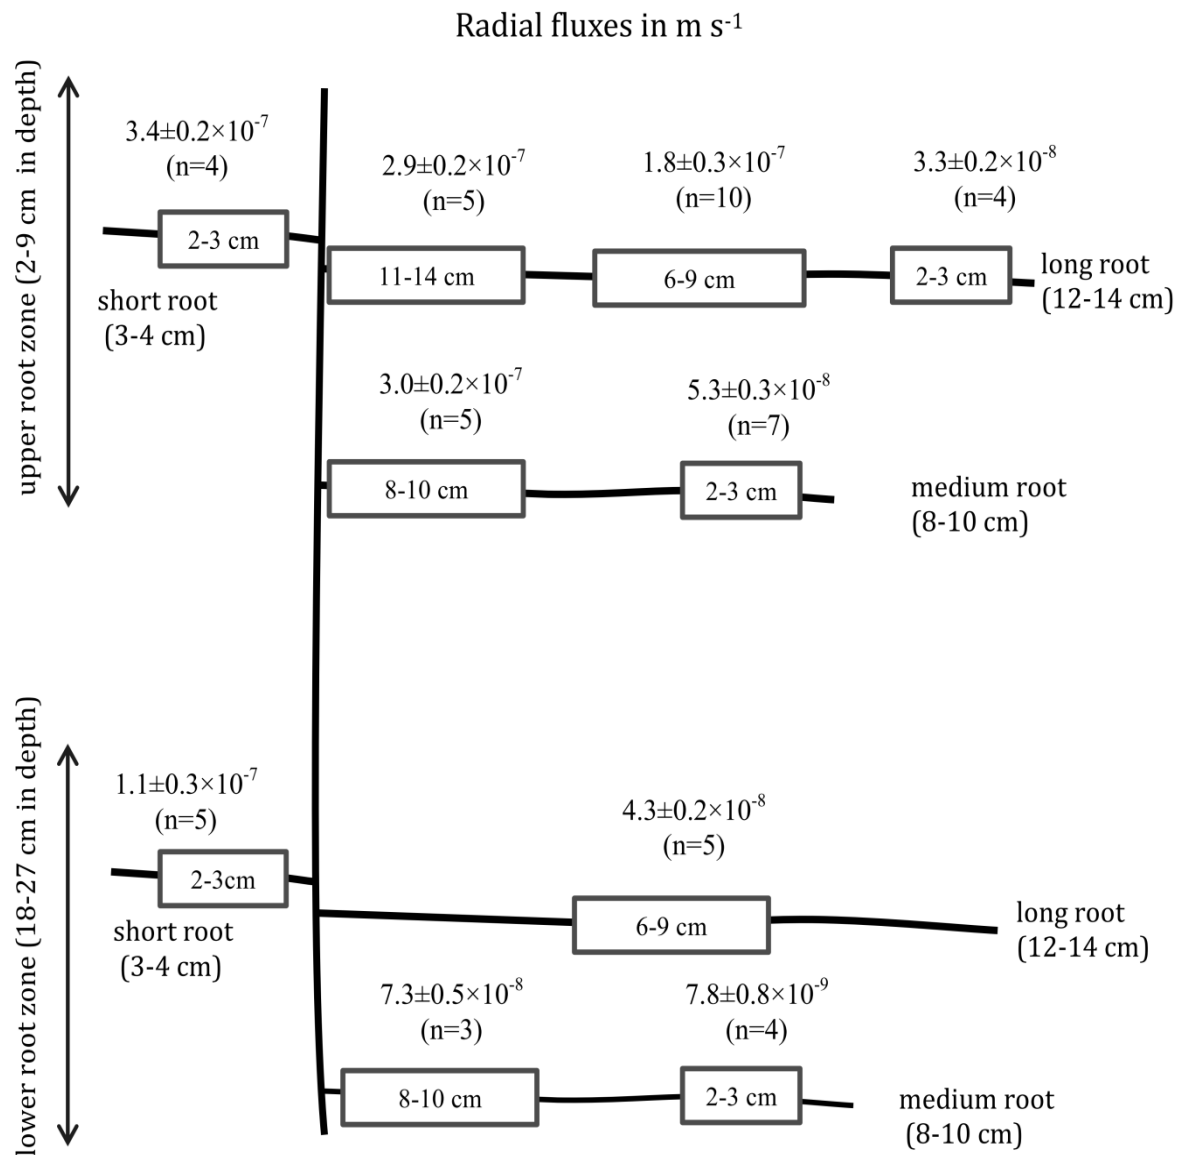 Radial fluxes in m s⁻¹
upper root zone (2-9 cm in depth)
3.4±0.2×10⁻⁷
(n=4)
2-3 cm
short root
(3-4 cm)
2.9±0.2×10⁻⁷
(n=5)
11-14 cm
1.8±0.3×10⁻⁷
(n=10)
6-9 cm
3.3±0.2×10⁻⁸
(n=4)
2-3 cm
long root
(12-14 cm)
3.0±0.2×10⁻⁷
(n=5)
8-10 cm
5.3±0.3×10⁻⁸
(n=7)
2-3 cm
medium root
(8-10 cm)
lower root zone (18-27 cm in depth)
1.1±0.3×10⁻⁷
(n=5)
2-3cm
short root
(3-4 cm)
4.3±0.2×10⁻⁸
(n=5)
6-9 cm
long root
(12-14 cm)
7.3±0.5×10⁻⁸
(n=3)
8-10 cm
7.8±0.8×10⁻⁹
(n=4)
2-3 cm
medium root
(8-10 cm)